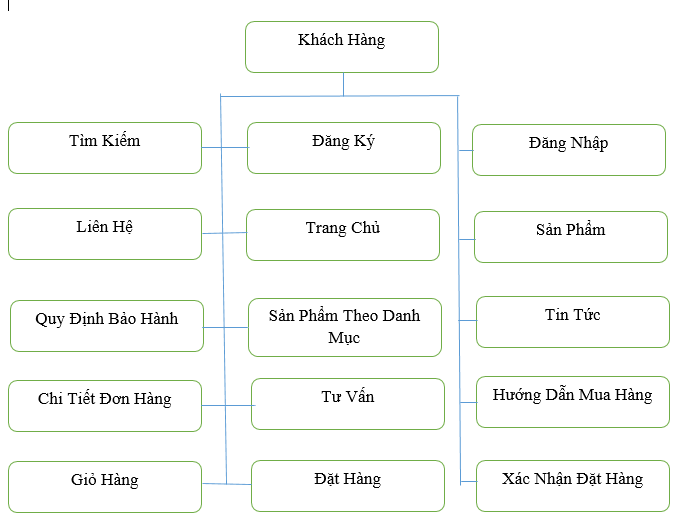 Khách Hàng
Tìm Kiếm
Đăng Ký
Đăng Nhập
Liên Hệ
Trang Chủ
Sản Phẩm
Quy Định Bảo Hành
Sản Phẩm Theo Danh
Mục
Tin Tức
Chi Tiết Đơn Hàng
Tư Vấn
Hướng Dẫn Mua Hàng
Giỏ Hàng
Đặt Hàng
Xác Nhận Đặt Hàng